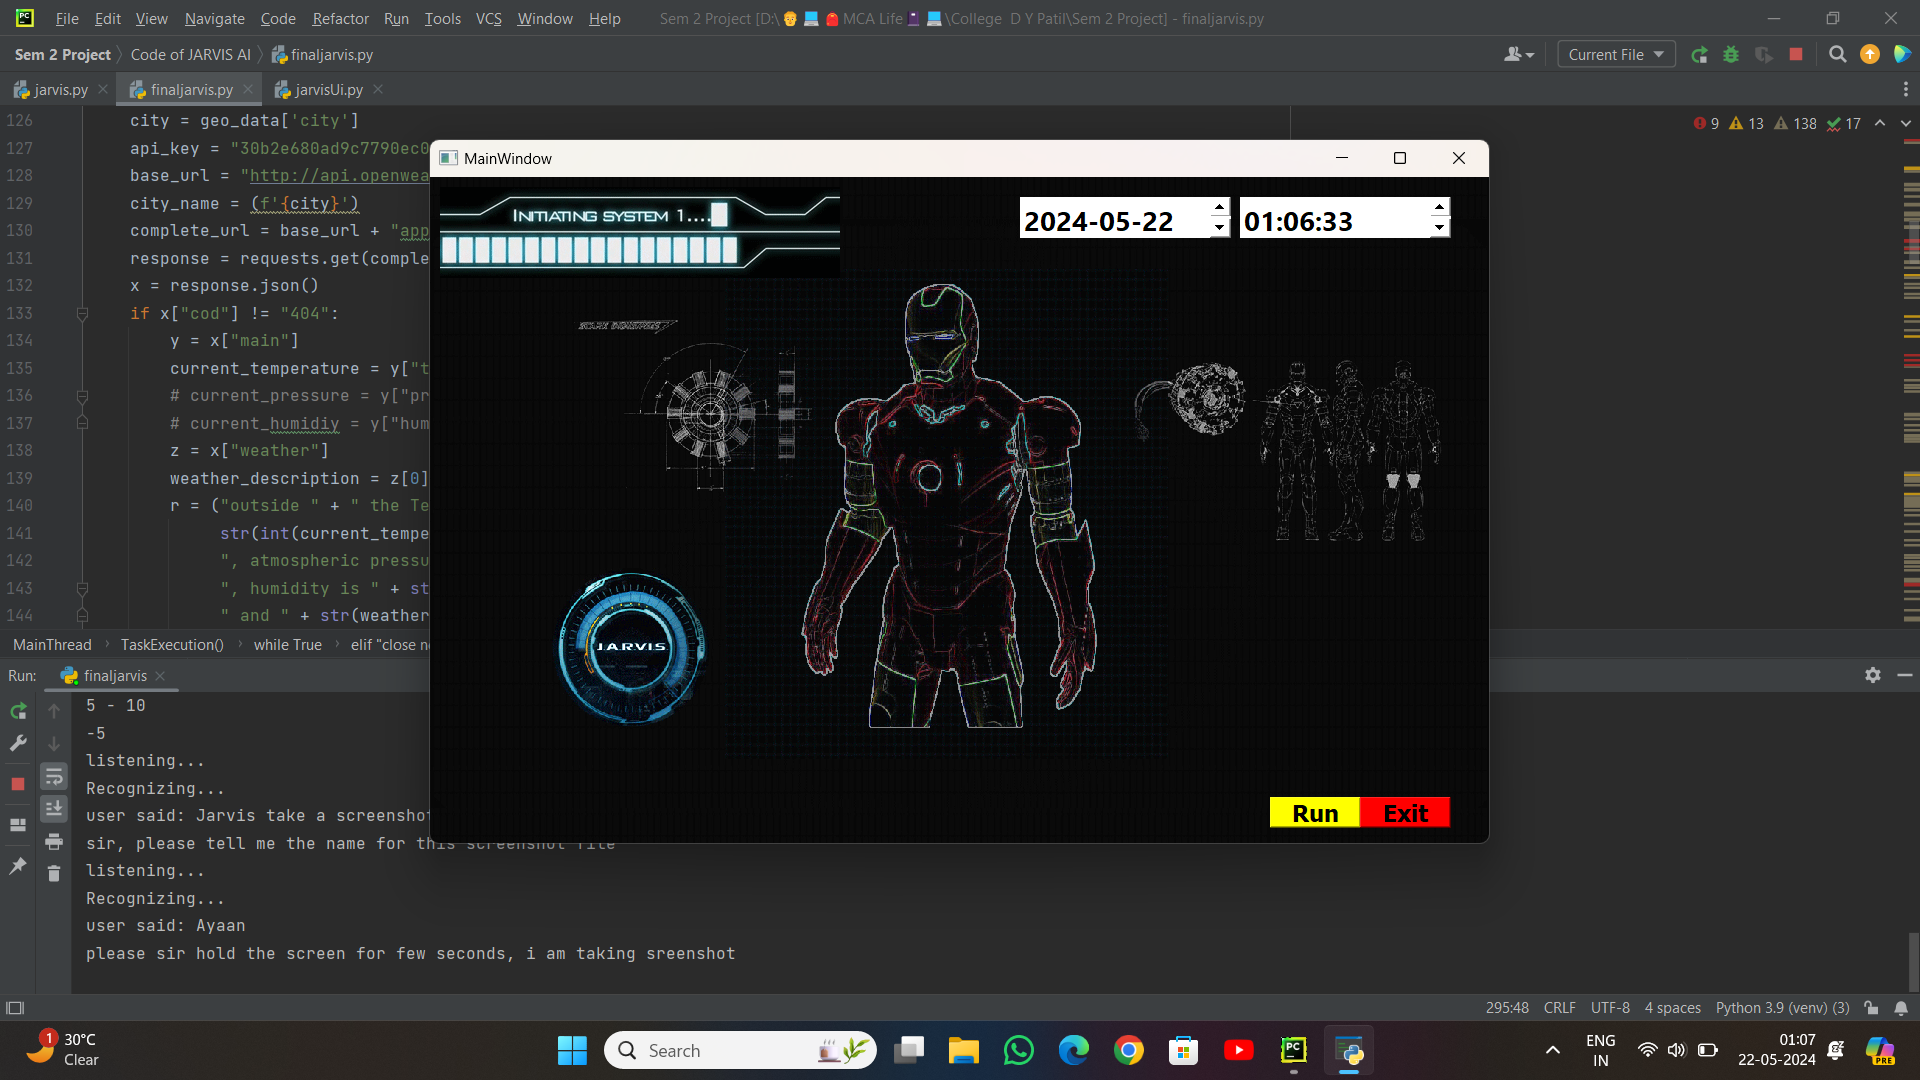 File Edit View Navigate Code Refactor Run Tools VCS Window Help Sem 2 Project [D:\👨‍💻🎒 MCA Life📓💻\College D Y Patil\Sem 2 Project] - finaljarvis.py
Sem 2 Project Code of JARVIS AI finaljarvis.py
Current File
jarvis.py finaljarvis.py jarvisUi.py
9 13 138 17
126 city = geo_data['city']
127 api_key = "30b2e680ad9c7790ec0
128 base_url = "http://api.openwea
129 city_name = (f'{city}')
130 complete_url = base_url + "app
131 response = requests.get(comple
132 x = response.json()
133 if x["cod"] != "404":
134 y = x["main"]
135 current_temperature = y["t
136 # current_pressure = y["pr
137 # current_humidiy = y["hum
138 z = x["weather"]
139 weather_description = z[0]
140 r = ("outside " + " the Te
141 str(int(current_tempe
142 ", atmospheric pressu
143 ", humidity is " + st
144 " and " + str(weather
MainWindow
INITIATING SYSTEM 1....
2024-05-22 01:06:33
STARK INDUSTRIES
JARVIS
Run Exit
MainThread TaskExecution() while True elif "close no
Run: finaljarvis
5 - 10
-5
listening...
Recognizing...
user said: Jarvis take a screenshot
sir, please tell me the name for this screenshot file
listening...
Recognizing...
user said: Ayaan
please sir hold the screen for few seconds, i am taking sreenshot
295:48 CRLF UTF-8 4 spaces Python 3.9 (venv) (3)
1
30°C
Clear
Search
PC
ENG
IN
01:07
22-05-2024
PRE